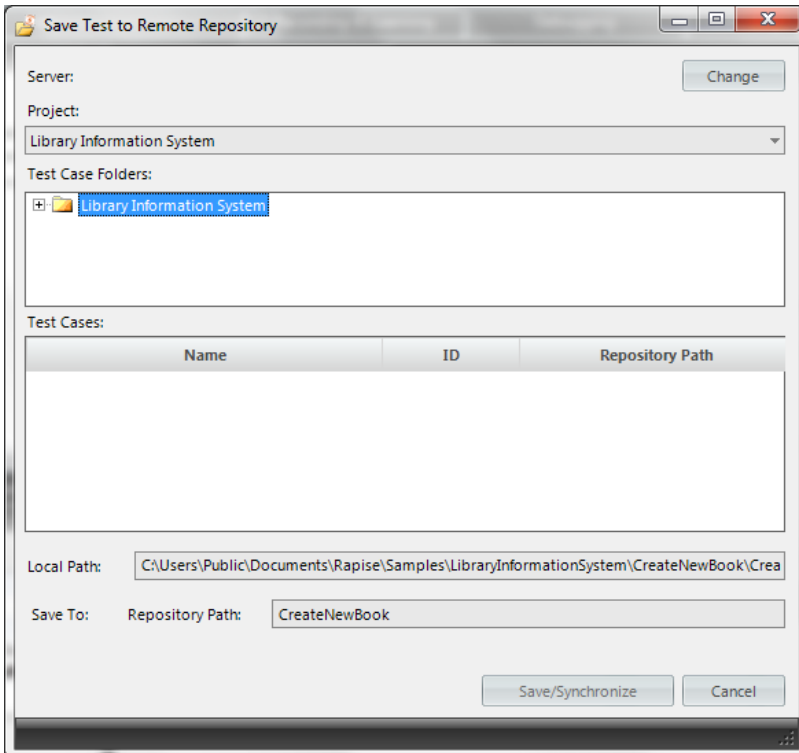 Save Test to Remote Repository
Server:
Change
Project:
Library Information System
Test Case Folders:
Library Information System
Test Cases:
Name ID Repository Path
Local Path: C:\Users\Public\Documents\Rapise\Samples\LibraryInformationSystem\CreateNewBook\Crea
Save To: Repository Path: CreateNewBook
Save/Synchronize Cancel